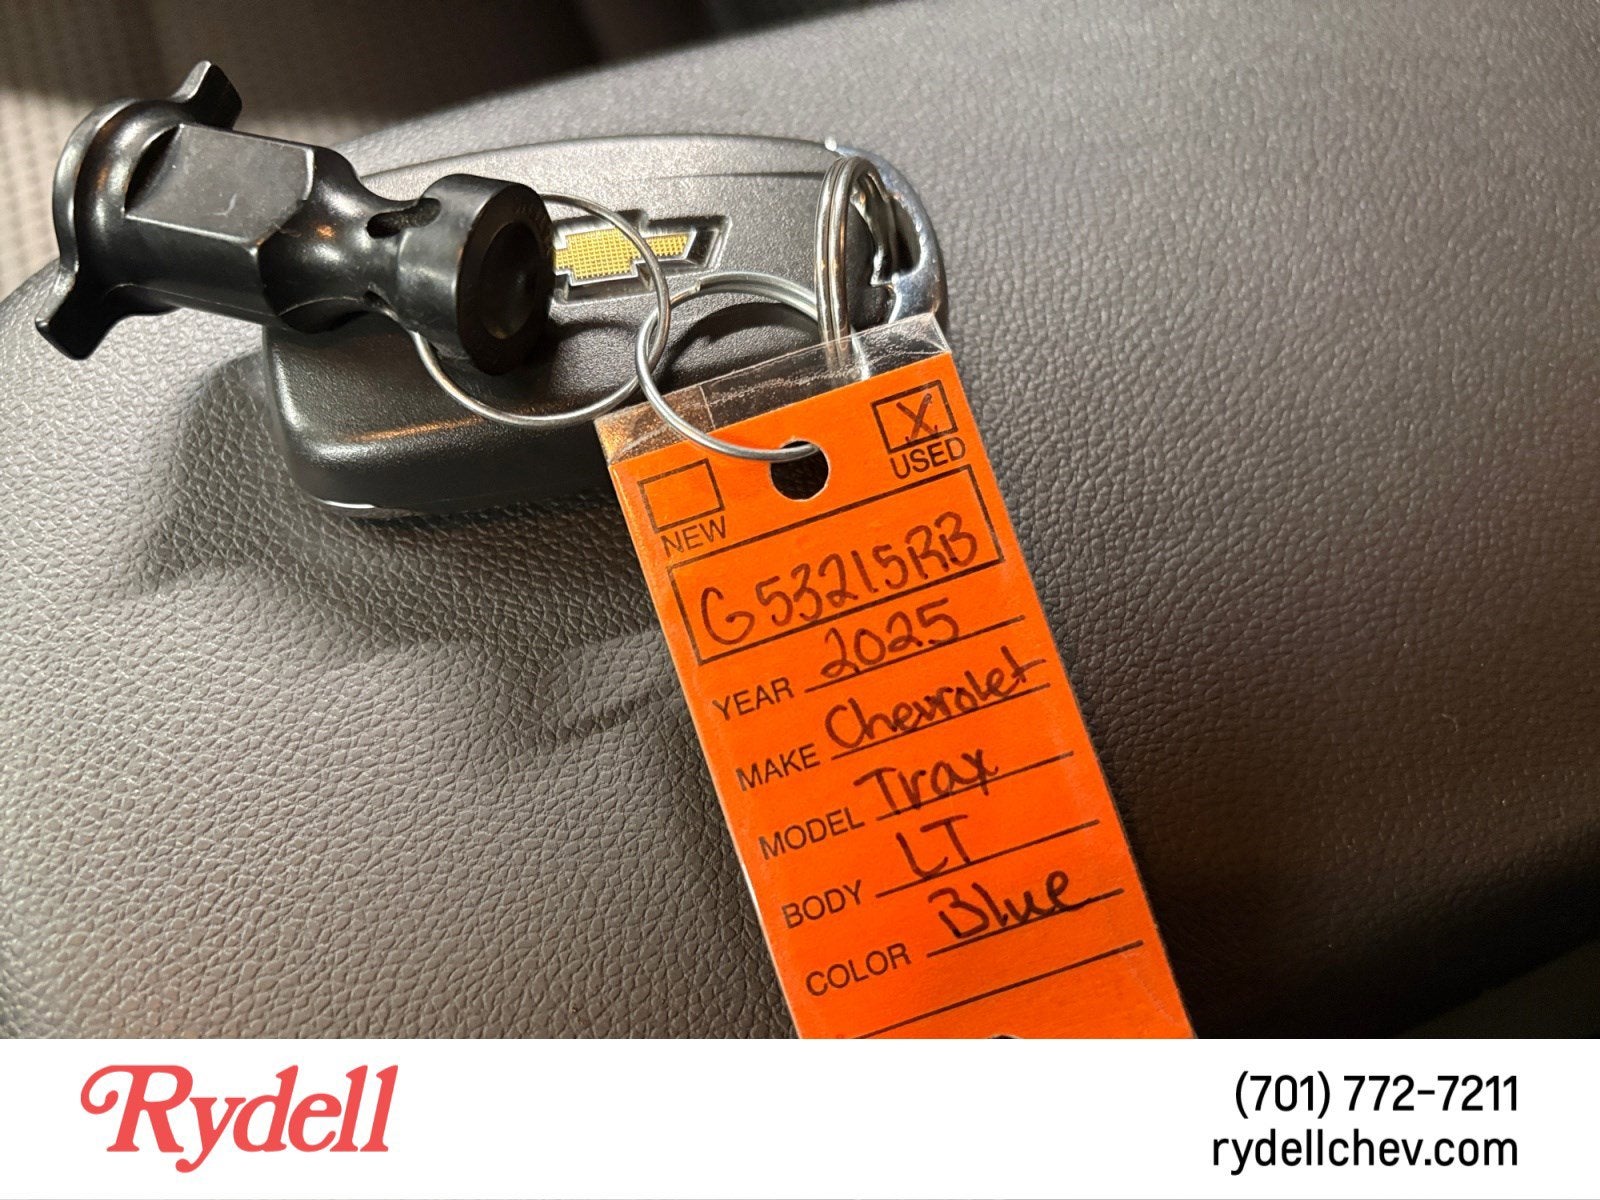 X
USED
NEW
G53215RB
YEAR 2025
MAKE Chevrolet
MODEL Trax
BODY LT
COLOR Blue
Rydell
(701) 772-7211
rydellchev.com